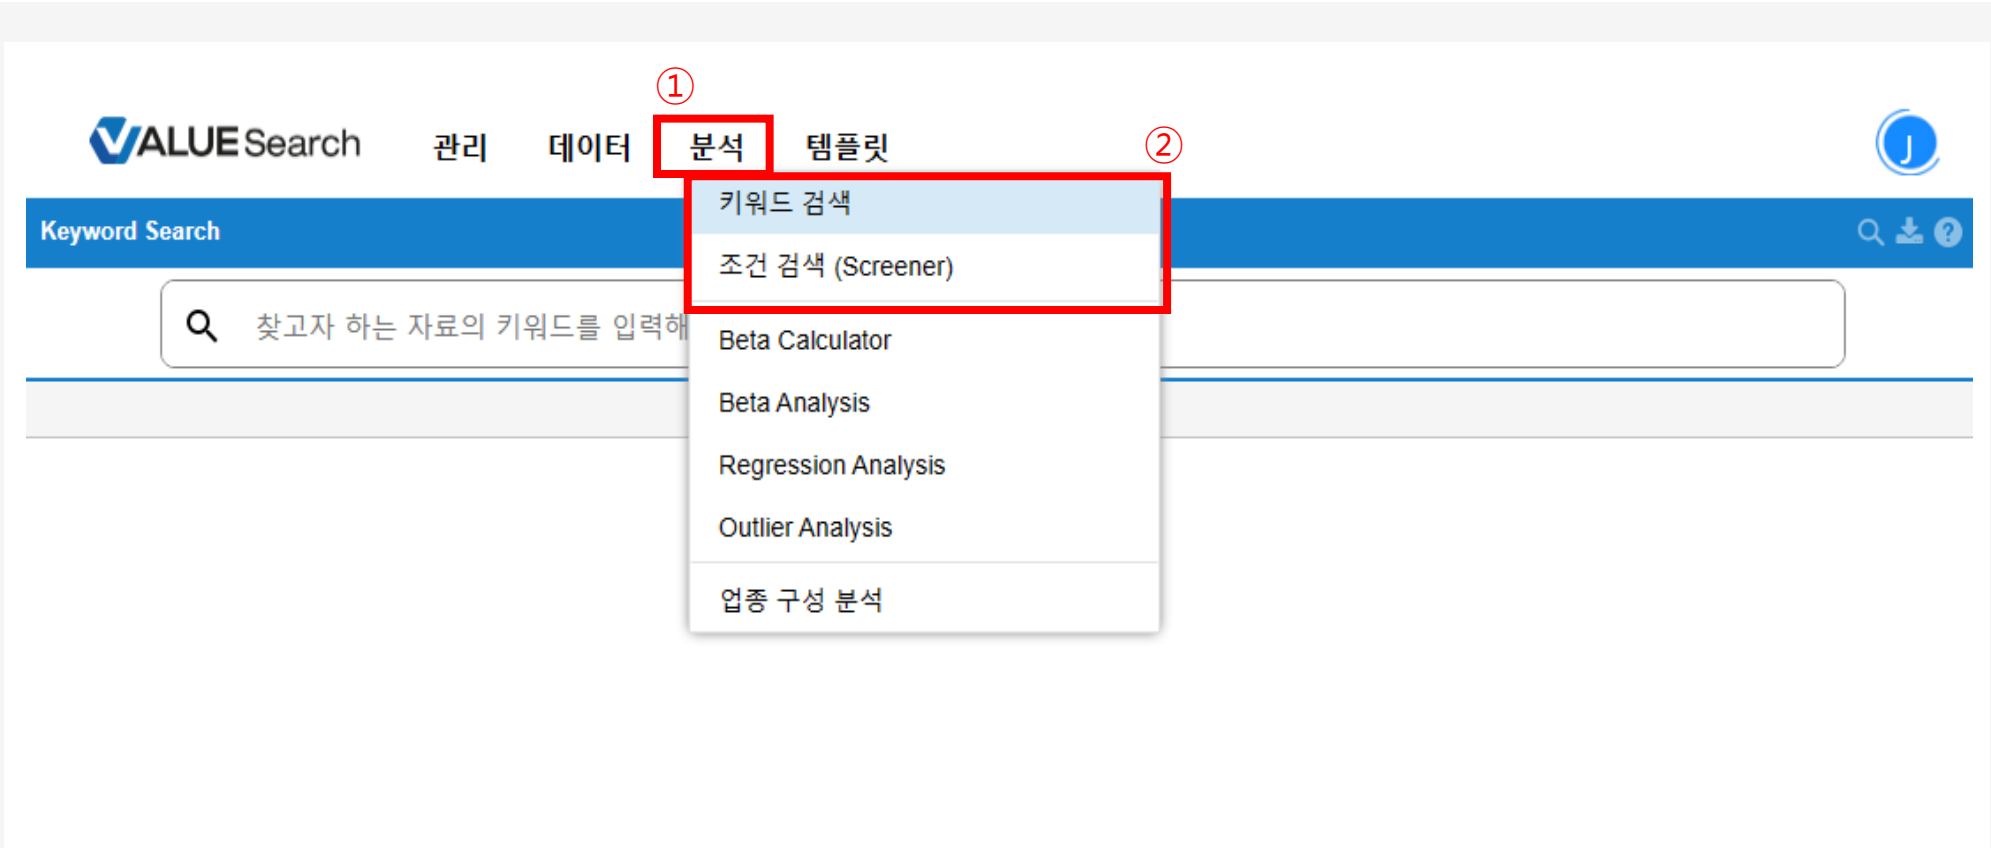 ①
VALUESearch 관리 데이터 분석 템플릿 ② J
키워드 검색
Keyword Search
조건 검색 (Screener)
찾고자 하는 자료의 키워드를 입력해
Beta Calculator
Beta Analysis
Regression Analysis
Outlier Analysis
업종 구성 분석